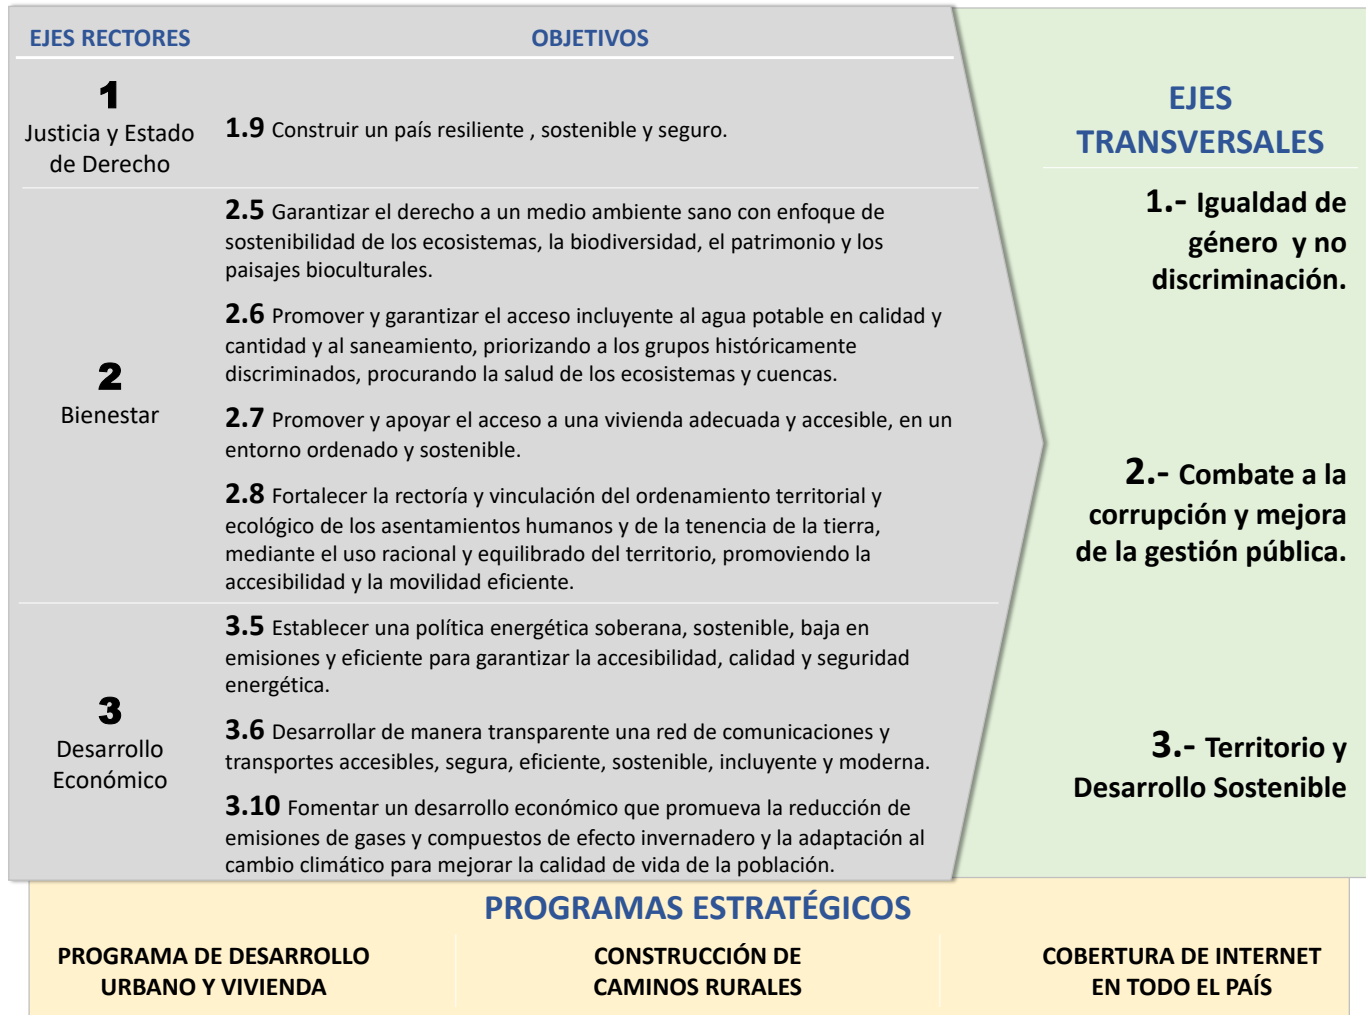 EJES RECTORES
OBJETIVOS
1
Justicia y Estado
de Derecho
1.9 Construir un país resiliente , sostenible y seguro.
2
Bienestar
2.5 Garantizar el derecho a un medio ambiente sano con enfoque de
sostenibilidad de los ecosistemas, la biodiversidad, el patrimonio y los
paisajes bioculturales.
2.6 Promover y garantizar el acceso incluyente al agua potable en calidad y
cantidad y al saneamiento, priorizando a los grupos históricamente
discriminados, procurando la salud de los ecosistemas y cuencas.
2.7 Promover y apoyar el acceso a una vivienda adecuada y accesible, en un
entorno ordenado y sostenible.
2.8 Fortalecer la rectoría y vinculación del ordenamiento territorial y
ecológico de los asentamientos humanos y de la tenencia de la tierra,
mediante el uso racional y equilibrado del territorio, promoviendo la
accesibilidad y la movilidad eficiente.
3
Desarrollo
Económico
3.5 Establecer una política energética soberana, sostenible, baja en
emisiones y eficiente para garantizar la accesibilidad, calidad y seguridad
energética.
3.6 Desarrollar de manera transparente una red de comunicaciones y
transportes accesibles, segura, eficiente, sostenible, incluyente y moderna.
3.10 Fomentar un desarrollo económico que promueva la reducción de
emisiones de gases y compuestos de efecto invernadero y la adaptación al
cambio climático para mejorar la calidad de vida de la población.
EJES
TRANSVERSALES
1.- Igualdad de
género y no
discriminación.
2.- Combate a la
corrupción y mejora
de la gestión pública.
3.- Territorio y
Desarrollo Sostenible
PROGRAMAS ESTRATÉGICOS
PROGRAMA DE DESARROLLO
URBANO Y VIVIENDA
CONSTRUCCIÓN DE
CAMINOS RURALES
COBERTURA DE INTERNET
EN TODO EL PAÍS